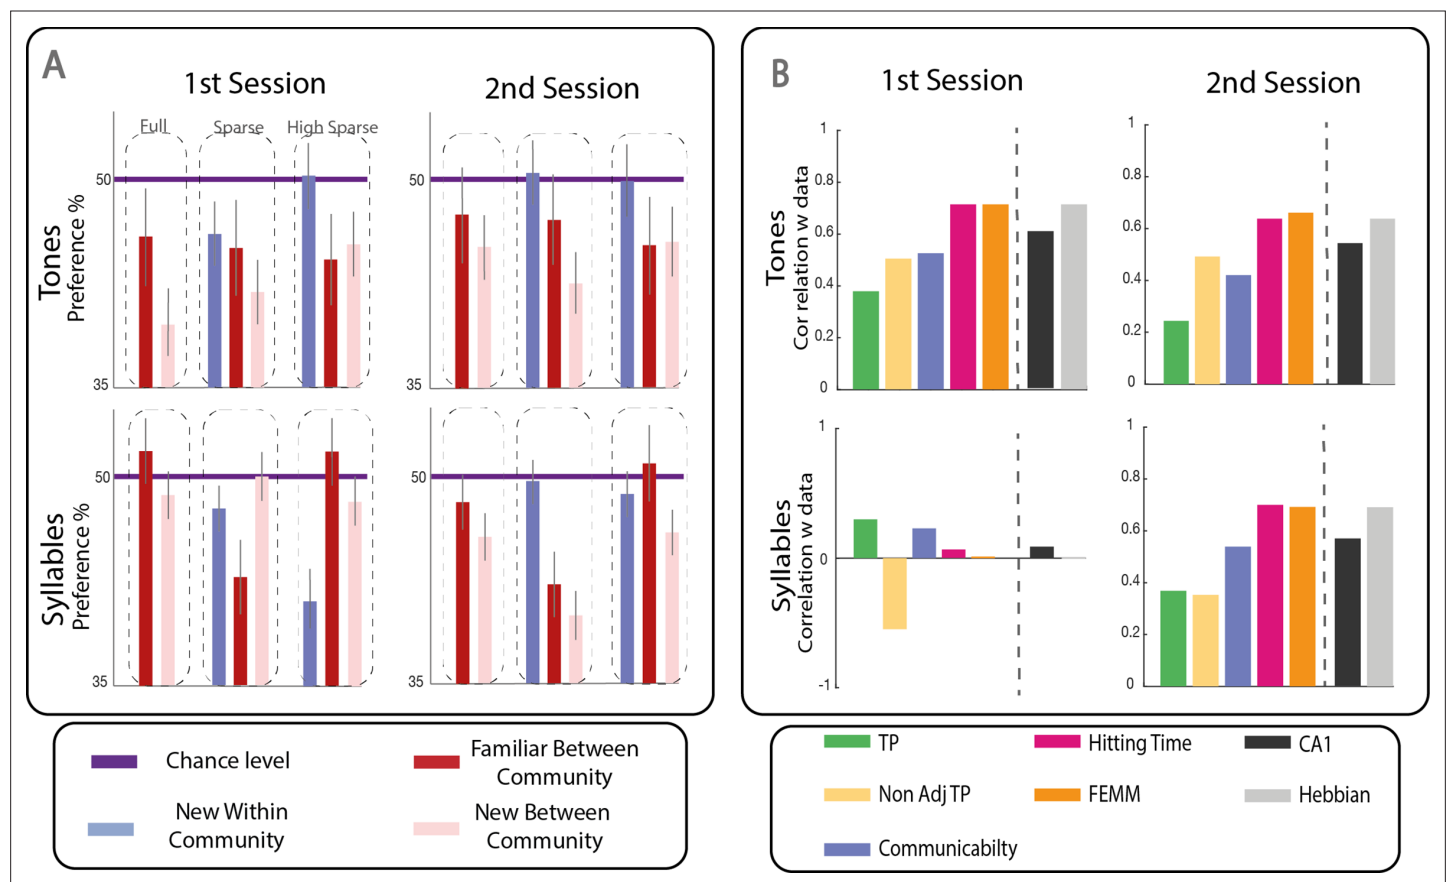 A
1st Session
2nd Session
Full
Sparse
High Sparse
Tones
Preference %
50
35
50
35
Syllables
Preference %
50
35
50
35
Chance level
Familiar Between
Community
New Within
Community
New Between
Community
B
1st Session
2nd Session
Tones
Cor relation w data
1
0.8
0.6
0.4
0.2
0
1
0.8
0.6
0.4
0.2
0
Syllables
Correlation w data
1
0
-1
1
0.8
0.6
0.4
0.2
0
TP
Hitting Time
CA1
Non Adj TP
FEMM
Hebbian
Communicabilty